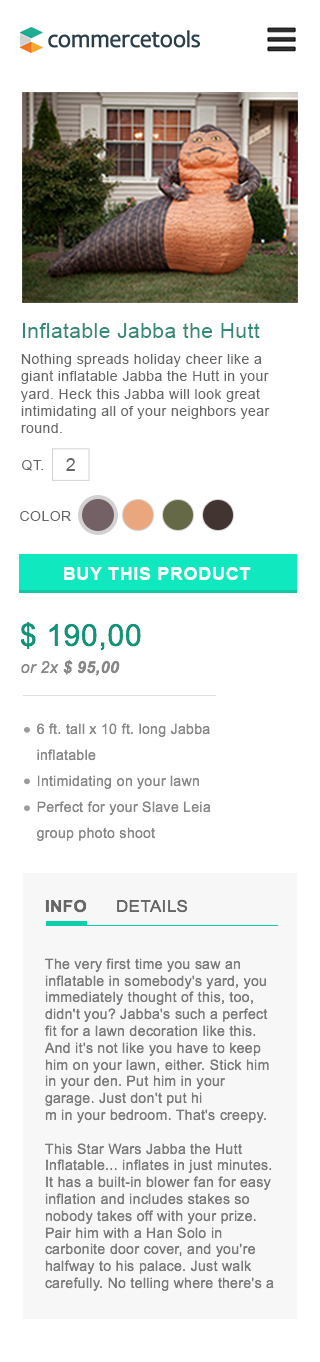 commercetools
Inflatable Jabba the Hutt
Nothing spreads holiday cheer like a
giant inflatable Jabba the Hutt in your
yard. Heck this Jabba will look great
intimidating all of your neighbors year
round.
QT. 2
COLOR
BUY THIS PRODUCT
$ 190,00
or 2x $ 95,00
• 6 ft. tall x 10 ft. long Jabba
inflatable
• Intimidating on your lawn
• Perfect for your Slave Leia
group photo shoot
INFO DETAILS
The very first time you saw an
inflatable in somebody's yard, you
immediately thought of this, too,
didn't you? Jabba's such a perfect
fit for a lawn decoration like this.
And it's not like you have to keep
him on your lawn, either. Stick him
in your den. Put him in your
garage. Just don't put hi
m in your bedroom. That's creepy.
This Star Wars Jabba the Hutt
Inflatable... inflates in just minutes.
It has a built-in blower fan for easy
inflation and includes stakes so
nobody takes off with your prize.
Pair him with a Han Solo in
carbonite door cover, and you're
halfway to his palace. Just walk
carefully. No telling where there's a